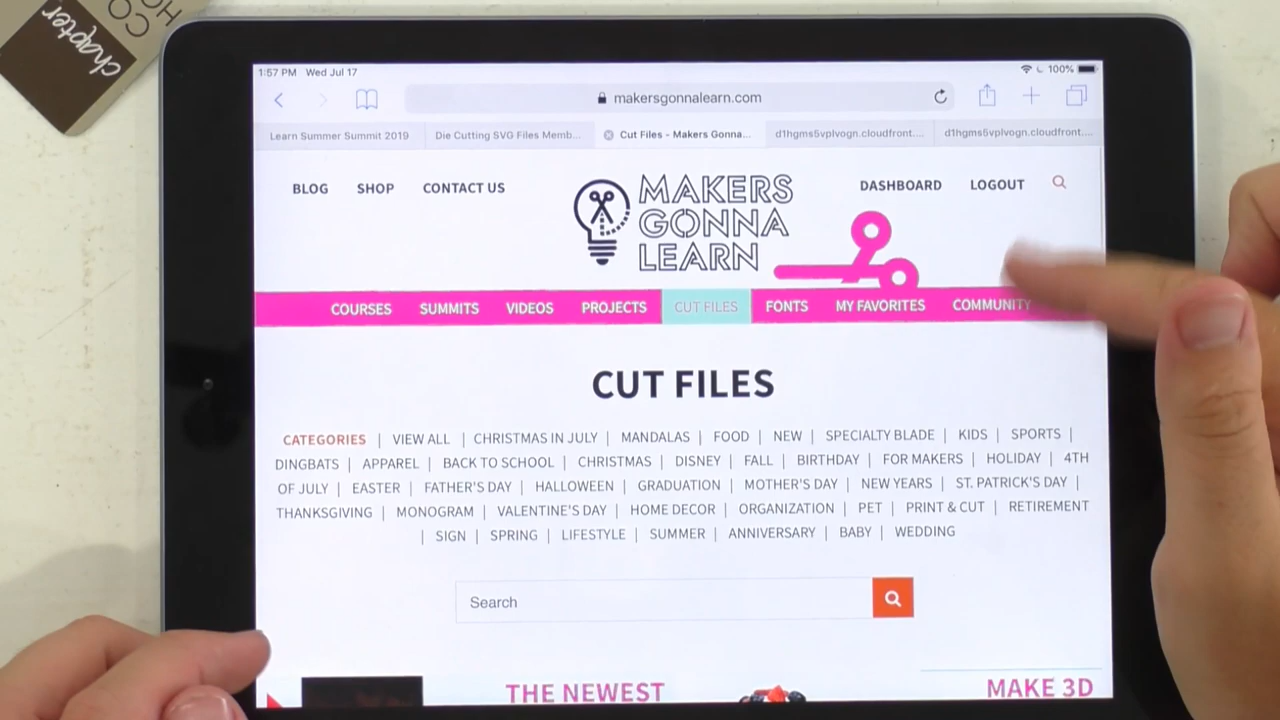 chapter
CO
HO
1:57 PM Wed Jul 17
100%
makersgonnalearn.com
Learn Summer Summit 2019
Die Cutting SVG Files Memb...
Cut Files - Makers Gonna...
d1hgms5vplvogn.cloudfront....
d1hgms5vplvogn.cloudfront....
BLOG SHOP CONTACT US
MAKERS
GONNA
LEARN
DASHBOARD LOGOUT
COURSES SUMMITS VIDEOS PROJECTS CUT FILES FONTS MY FAVORITES COMMUNITY
CUT FILES
CATEGORIES | VIEW ALL | CHRISTMAS IN JULY | MANDALAS | FOOD | NEW | SPECIALTY BLADE | KIDS | SPORTS |
DINGBATS | APPAREL | BACK TO SCHOOL | CHRISTMAS | DISNEY | FALL | BIRTHDAY | FOR MAKERS | HOLIDAY | 4TH
OF JULY | EASTER | FATHER'S DAY | HALLOWEEN | GRADUATION | MOTHER'S DAY | NEW YEARS | ST. PATRICK'S DAY |
THANKSGIVING | MONOGRAM | VALENTINE'S DAY | HOME DECOR | ORGANIZATION | PET | PRINT & CUT | RETIREMENT
| SIGN | SPRING | LIFESTYLE | SUMMER | ANNIVERSARY | BABY | WEDDING
Search
THE NEWEST
MAKE 3D